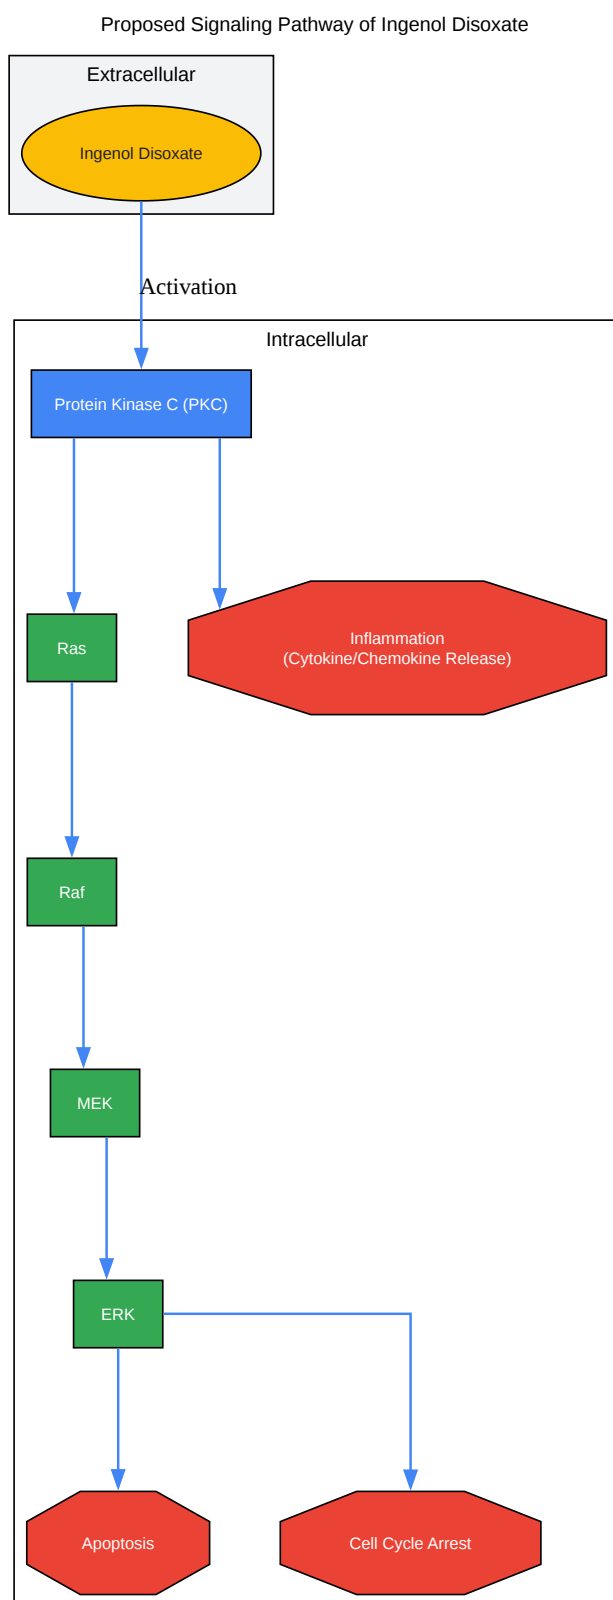 Proposed Signaling Pathway of Ingenol Disoxate
Extracellular
Ingenol Disoxate
Activation
Intracellular
Protein Kinase C (PKC)
Ras
Inflammation
(Cytokine/Chemokine Release)
Raf
MEK
ERK
Apoptosis
Cell Cycle Arrest